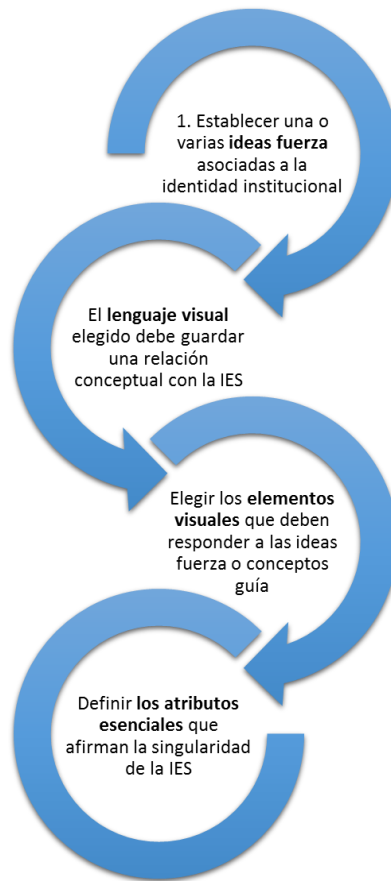 1. Establecer una o
varias ideas fuerza
asociadas a la
identidad institucional
El lenguaje visual
elegido debe guardar
una relación
conceptual con la IES
Elegir los elementos
visuales que deben
responder a las ideas
fuerza o conceptos
guía
Definir los atributos
esenciales que
afirman la singularidad
de la IES